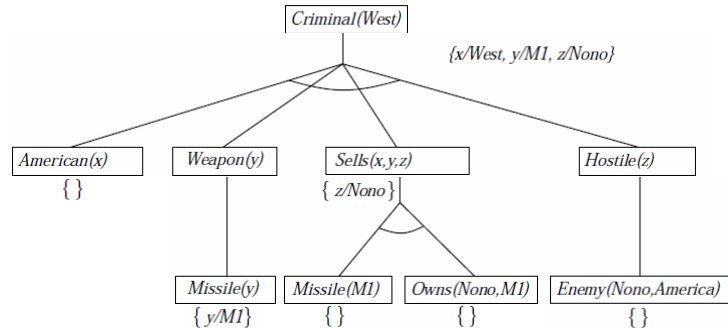 Criminal(West)
{x/West, y/M1, z/Nono}
American(x) Weapon(y) Sells(x,y,z) Hostile(z)
{ } { z/Nono}
Missile(y) Missile(M1) Owns(Nono,M1) Enemy(Nono,America)
{ y/M1} { } { } { }